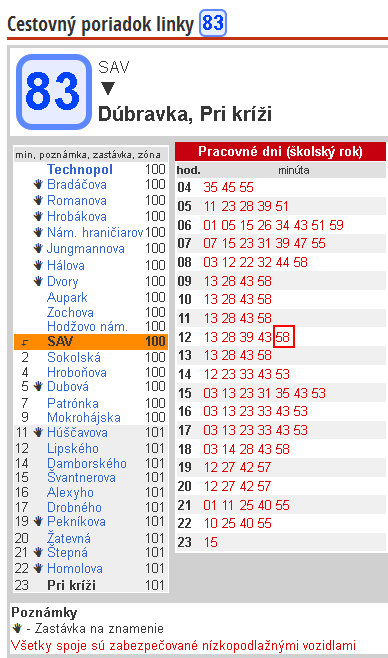 Cestovný poriadok linky 83
83
SAV
▼
Dúbravka, Pri kríži
min, poznámka, zastávka, zóna
Technopol 100
Bradáčova 100
Romanova 100
Hrobákova 100
Nám. hraničiarov 100
Jungmannova 100
Hálova 100
Dvory 100
Aupark 100
Zochova 100
Hodžovo nám. 100
SAV 100
2 Sokolská 100
4 Hroboňova 100
5 Dubová 100
7 Patrónka 100
9 Mokrohájska 100
11 Húščavova 101
12 Lipského 101
14 Damborského 101
15 Švantnerova 101
16 Alexyho 101
17 Drobného 101
19 Pekníkova 101
20 Žatevná 101
21 Štepná 101
22 Homolova 101
23 Pri kríži 101
Pracovné dni (školský rok)
hod. minúta
04 35 45 55
05 11 23 28 39 51
06 01 05 15 26 34 43 51 59
07 07 15 23 31 39 47 55
08 03 12 22 32 44 58
09 13 28 43 58
10 13 28 43 58
11 13 28 43 58
12 13 28 39 43 58
13 13 28 43 58
14 12 23 33 43 53
15 03 13 23 31 35 43 53
16 03 13 23 33 43 53
17 03 13 23 33 43 53
18 03 14 28 43 58
19 12 27 42 57
20 12 27 42 57
21 01 11 25 40 55
22 10 25 40 55
23 15
Poznámky
- Zastávka na znamenie
Všetky spoje sú zabezpečované nízkopodlažnými vozidlami